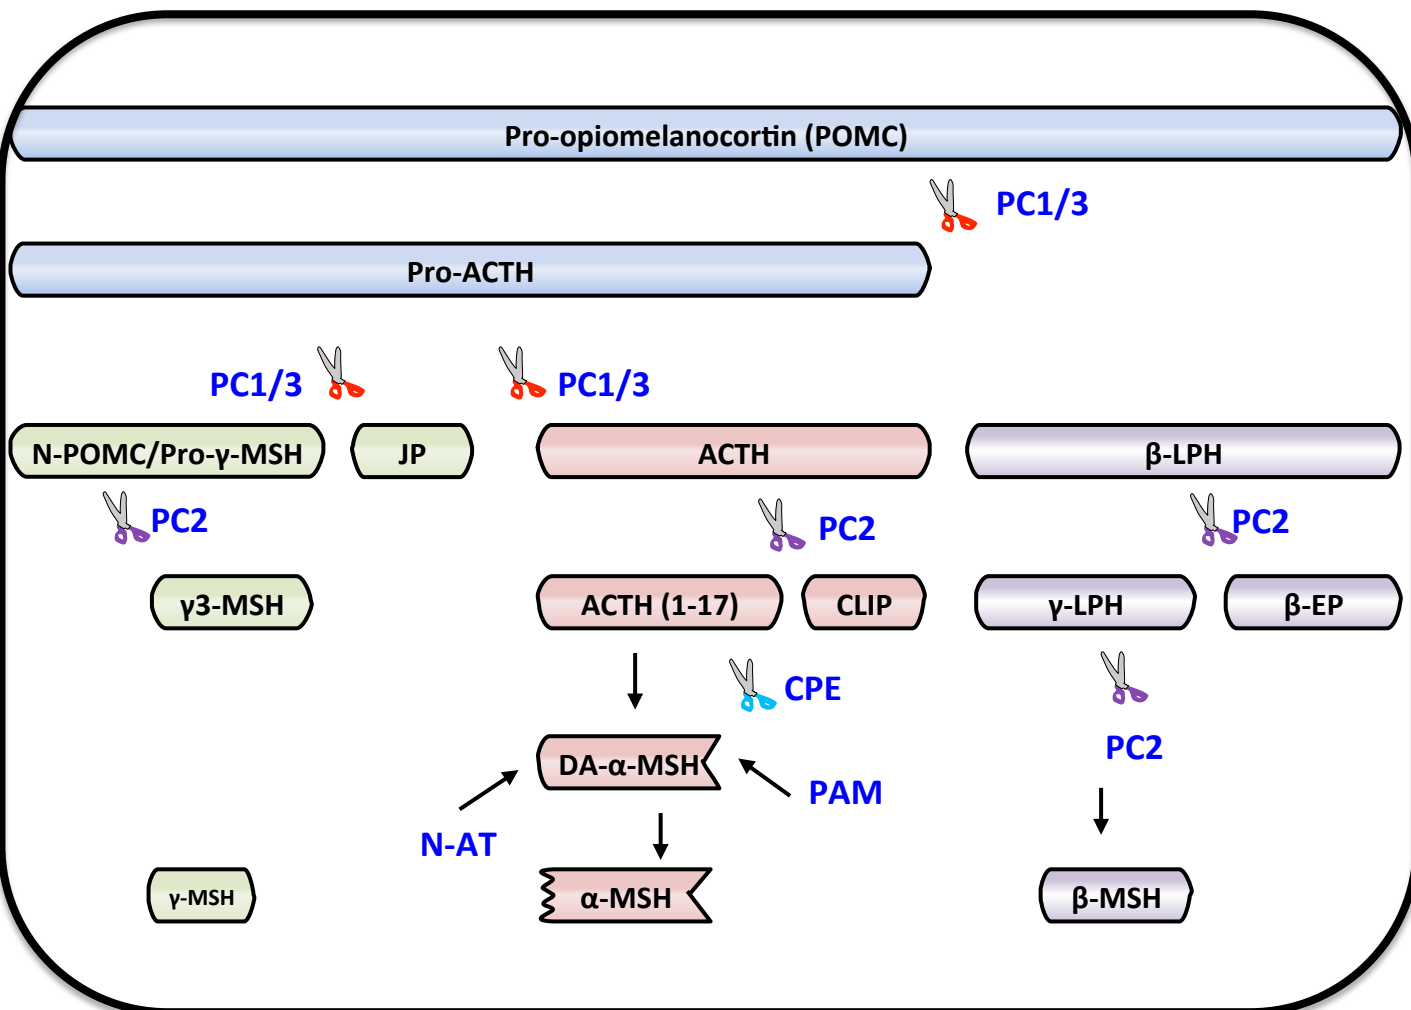 Pro-opiomelanocortin (POMC)
PC1/3
Pro-ACTH
PC1/3
PC1/3
N-POMC/Pro-γ-MSH
JP
ACTH
β-LPH
PC2
PC2
PC2
γ3-MSH
ACTH (1-17)
CLIP
γ-LPH
β-EP
CPE
DA-α-MSH
PC2
PAM
N-AT
γ-MSH
α-MSH
β-MSH